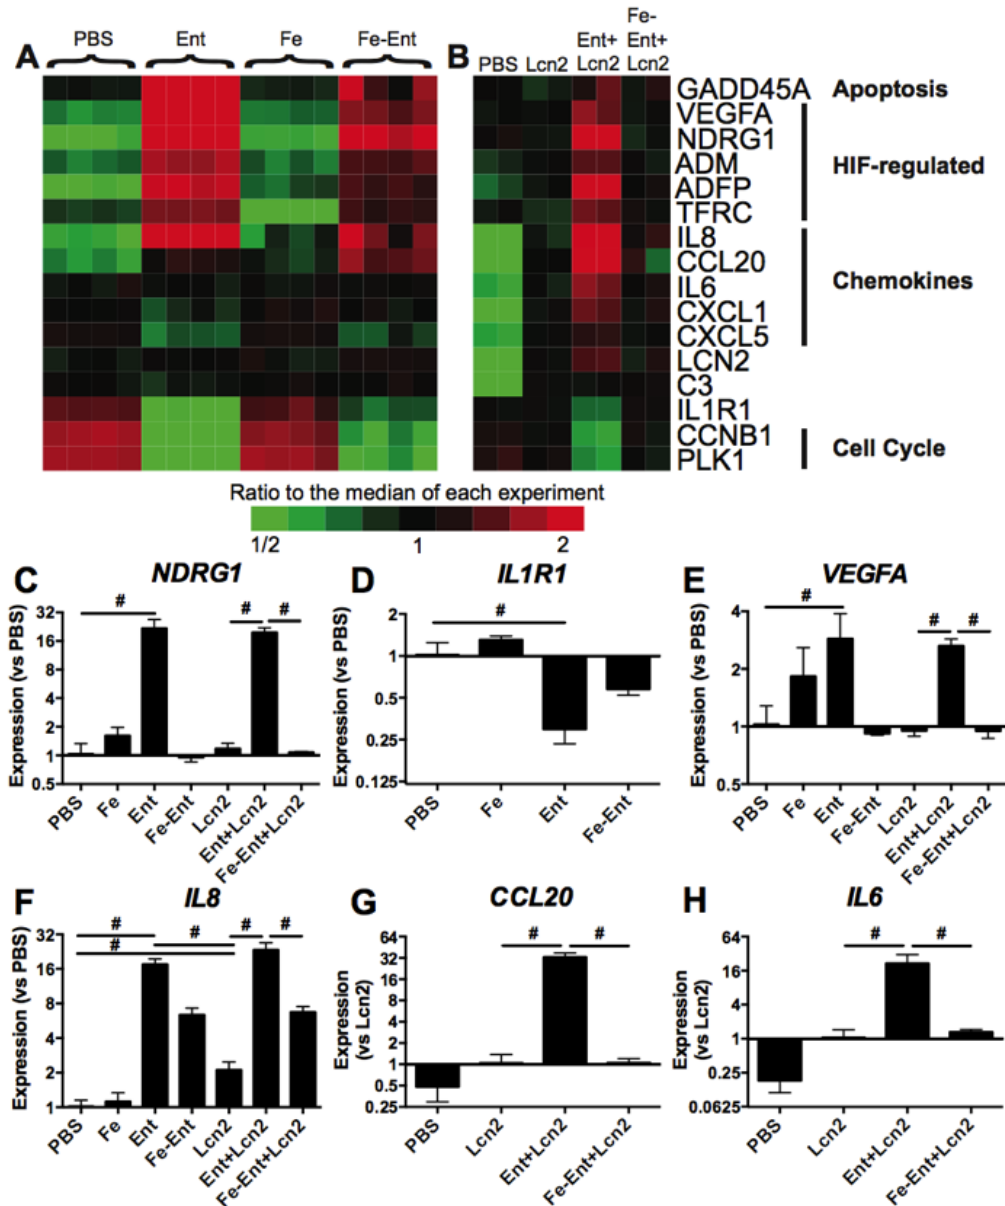 A PBS Ent Fe Fe-Ent
B PBS Lcn2 Ent+ Lcn2 Fe- Ent+ Lcn2
GADD45A Apoptosis
VEGFA
NDRG1
ADM HIF-regulated
ADFP
TFRC
IL8
CCL20
IL6 Chemokines
CXCL1
CXCL5
LCN2
C3
IL1R1
CCNB1
PLK1 Cell Cycle
Ratio to the median of each experiment
1/2 1 2
C NDRG1
Expression (vs PBS)
32
16
8
4
2
1
0.5
# # #
PBS Fe Ent Fe-Ent Lcn2 Ent+Lcn2 Fe-Ent+Lcn2
D IL1R1
Expression (vs PBS)
2
1
0.5
0.25
0.125
#
PBS Fe Ent Fe-Ent
E VEGFA
Expression (vs PBS)
4
2
1
0.5
# # #
PBS Fe Ent Fe-Ent Lcn2 Ent+Lcn2 Fe-Ent+Lcn2
F IL8
Expression (vs PBS)
32
16
8
4
2
1
# # # # #
PBS Fe Ent Fe-Ent Lcn2 Ent+Lcn2 Fe-Ent+Lcn2
G CCL20
Expression
(vs Lcn2)
64
32
16
8
4
2
1
0.5
0.25
# #
PBS Lcn2 Ent+Lcn2 Fe-Ent+Lcn2
H IL6
Expression
(vs Lcn2)
64
16
4
1
0.25
0.0625
# #
PBS Lcn2 Ent+Lcn2 Fe-Ent+Lcn2